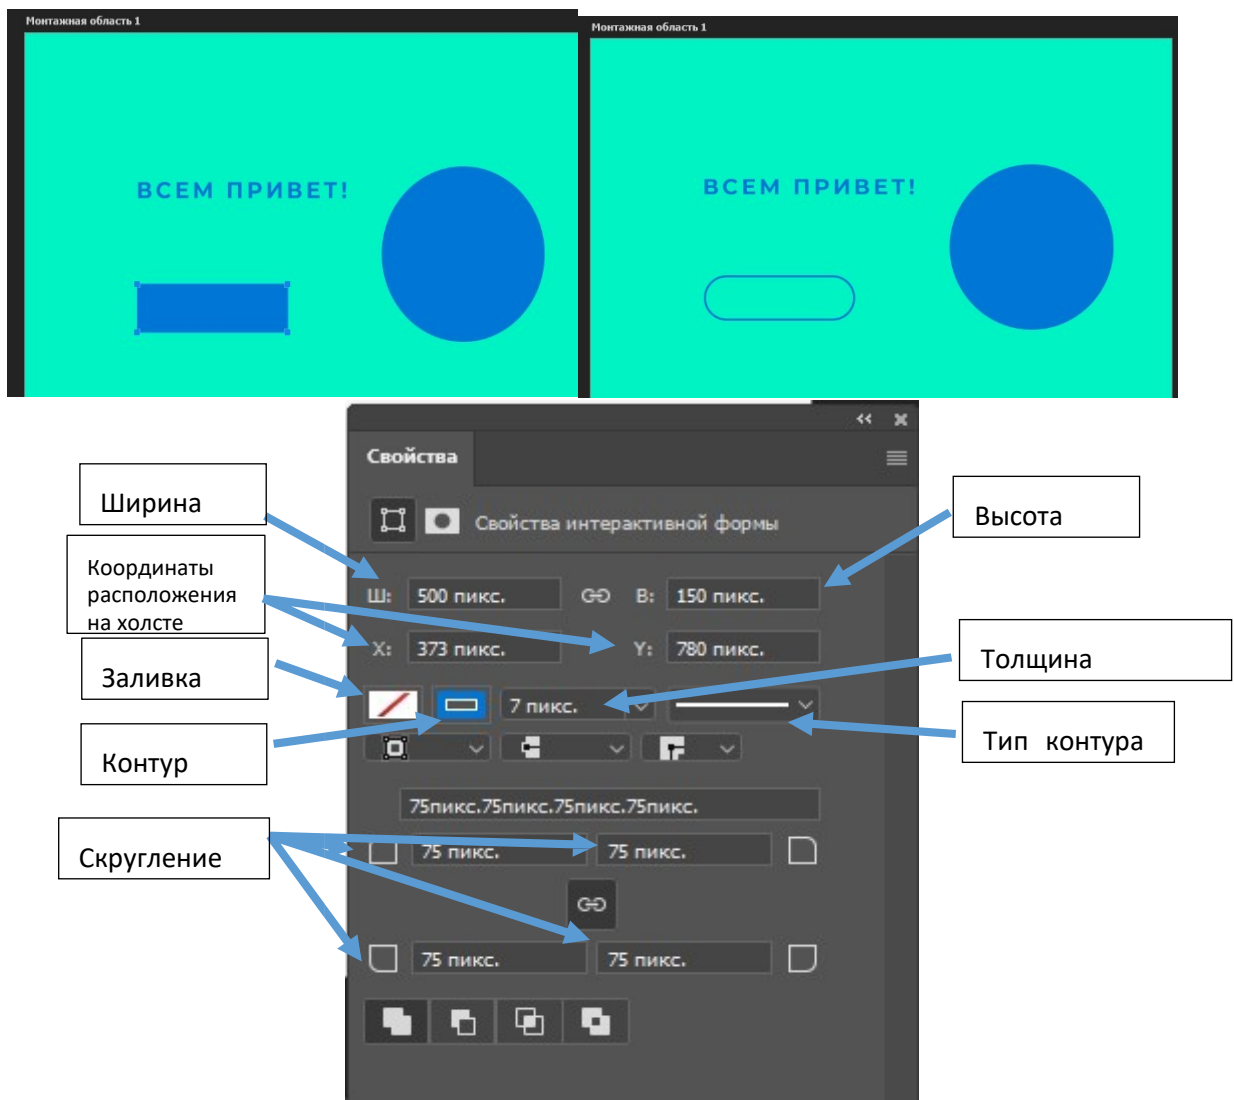 Монтажная область 1
ВСЕМ ПРИВЕТ!
Монтажная область 1
ВСЕМ ПРИВЕТ!
Свойства
Свойства интерактивной формы
Ширина
Высота
Координаты
расположения
на холсте
Ш: 500 пикс. В: 150 пикс.
X: 373 пикс. Y: 780 пикс.
Заливка
Толщина
7 пикс.
Контур
Тип контура
75пикс.75пикс.75пикс.75пикс.
Скругление
75 пикс. 75 пикс.
75 пикс. 75 пикс.